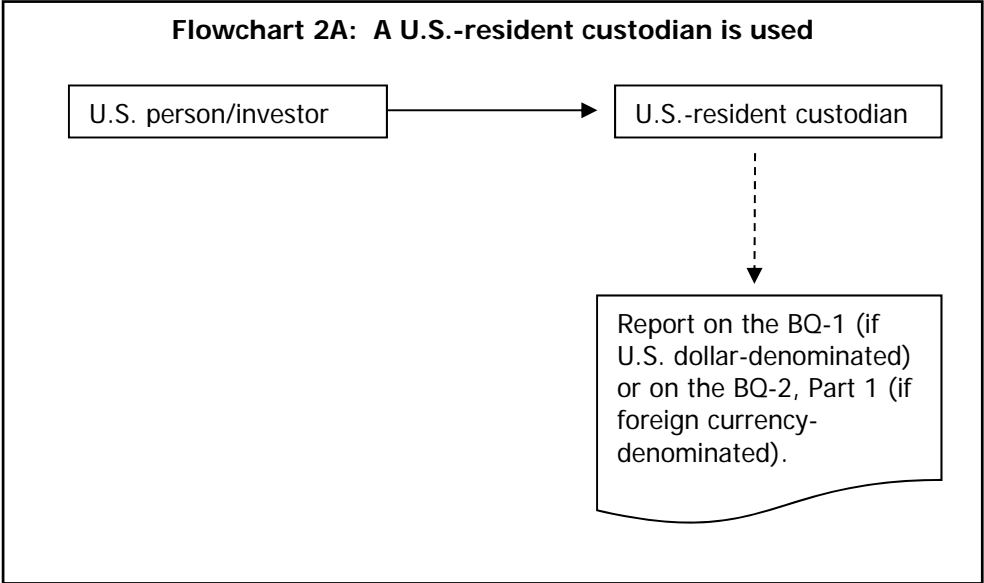 Flowchart 2A: A U.S.-resident custodian is used
U.S. person/investor
U.S.-resident custodian
Report on the BQ-1 (if
U.S. dollar-denominated)
or on the BQ-2, Part 1 (if
foreign currency-
denominated).